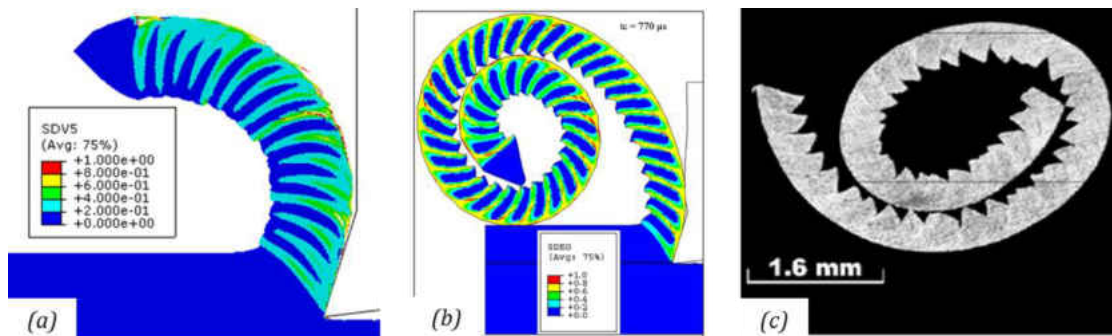 SDV5
(Avg: 75%)
+1.000e+00
+8.000e-01
+6.000e-01
+4.000e-01
+2.000e-01
+0.000e+00
(a)
tc = 770 µs
(Avg: 75%)
+1.0
+0.8
+0.6
+0.4
+0.2
+0.0
(b)
1.6 mm
(c)